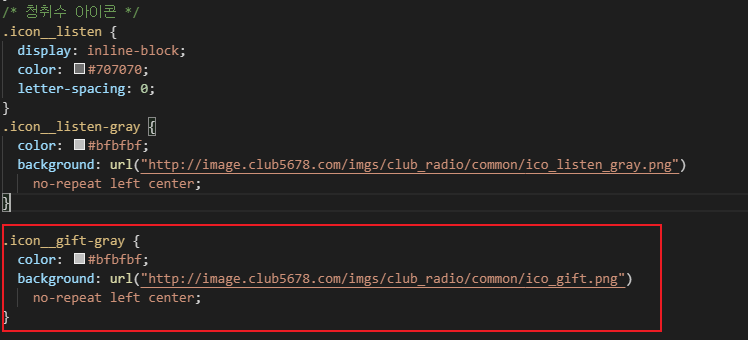 /* 청취수 아이콘 */
.icon__listen {
display: inline-block;
color: #707070;
letter-spacing: 0;
}
.icon__listen-gray {
color: #bfbfbf;
background: url("http://image.club5678.com/imgs/club_radio/common/ico_listen_gray.png")
no-repeat left center;
}
.icon__gift-gray {
color: #bfbfbf;
background: url("http://image.club5678.com/imgs/club_radio/common/ico_gift.png")
no-repeat left center;
}